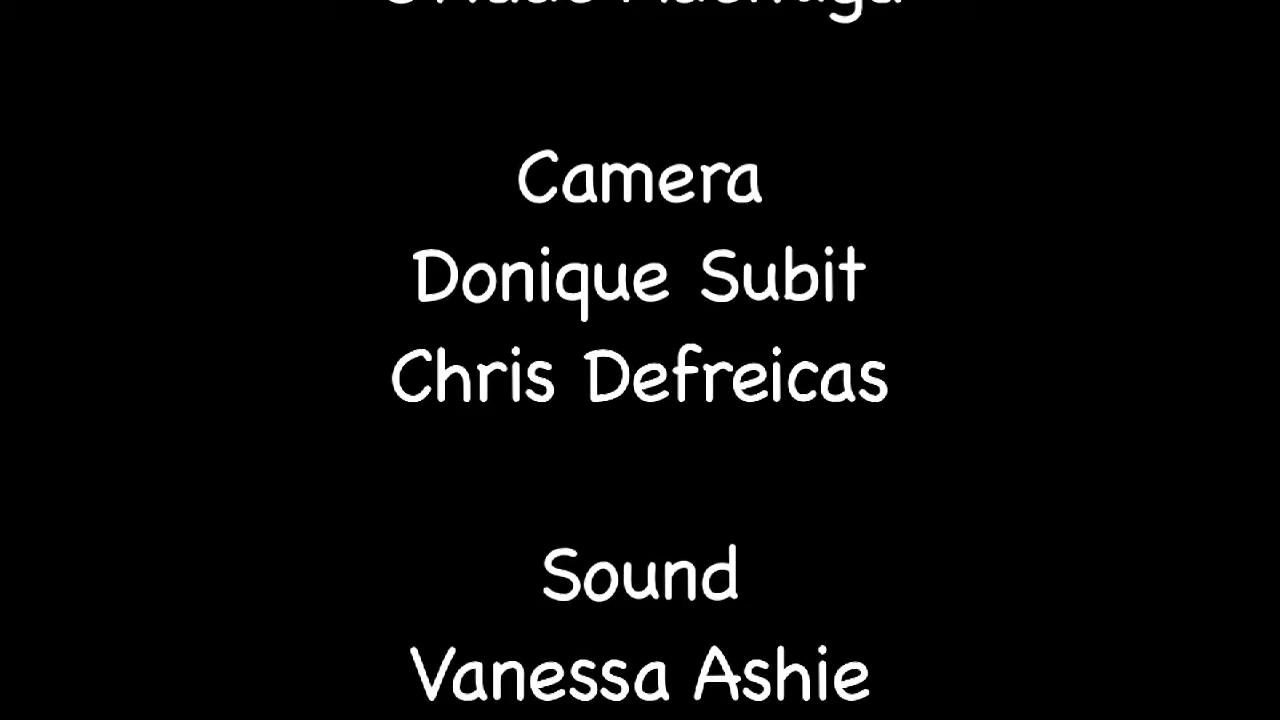 Camera
Donique Subit
Chris Defreicas
Sound
Vanessa Ashie